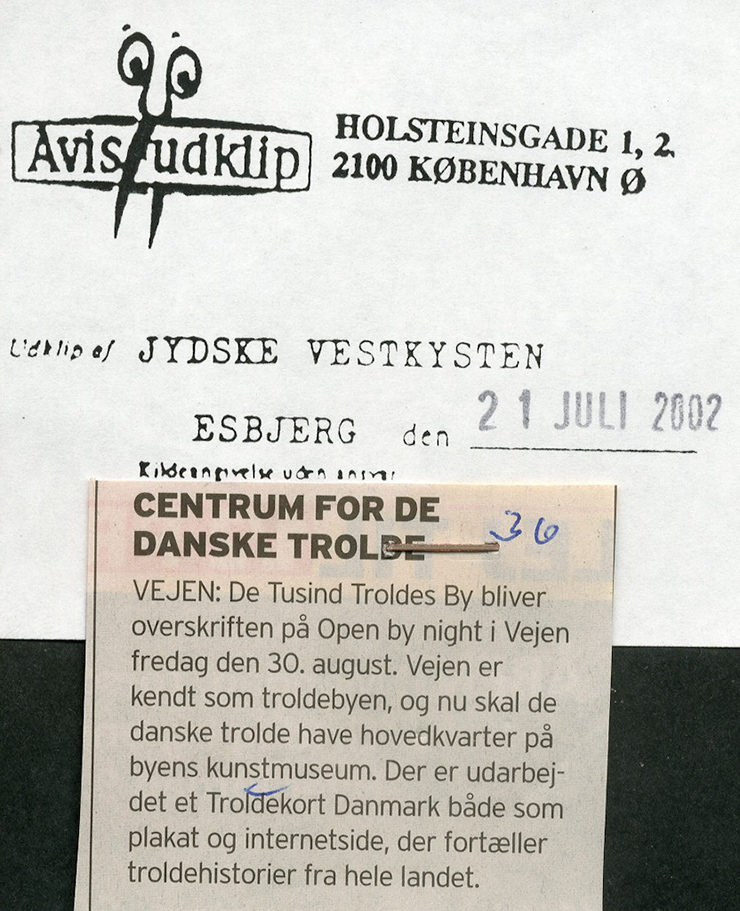 Avis/udklip
HOLSTEINSGADE 1, 2.
2100 KØBENHAVN Ø
Udklip af JYDSKE VESTKYSTEN
ESBJERG den 21 JULI 2002
Kildeangivelse uden ansvar
CENTRUM FOR DE
DANSKE TROLDE
36
VEJEN: De Tusind Troldes By bliver
overskriften på Open by night i Vejen
fredag den 30. august. Vejen er
kendt som troldebyen, og nu skal de
danske trolde have hovedkvarter på
byens kunstmuseum. Der er udarbej-
det et Troldekort Danmark både som
plakat og internetside, der fortæller
troldehistorier fra hele landet.